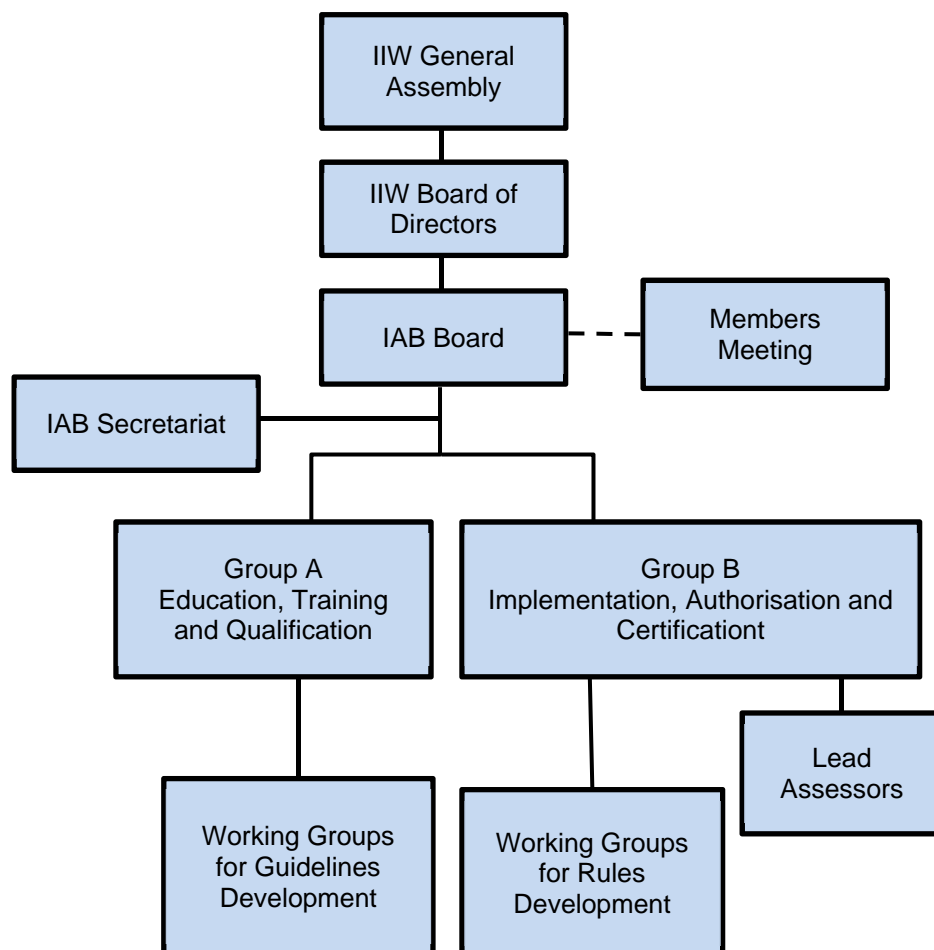 IIW General
Assembly
IIW Board of
Directors
IAB Board
Members
Meeting
IAB Secretariat
Group A
Education, Training
and Qualification
Group B
Implementation, Authorisation and
Certificationt
Lead
Assessors
Working Groups
for Guidelines
Development
Working Groups
for Rules
Development